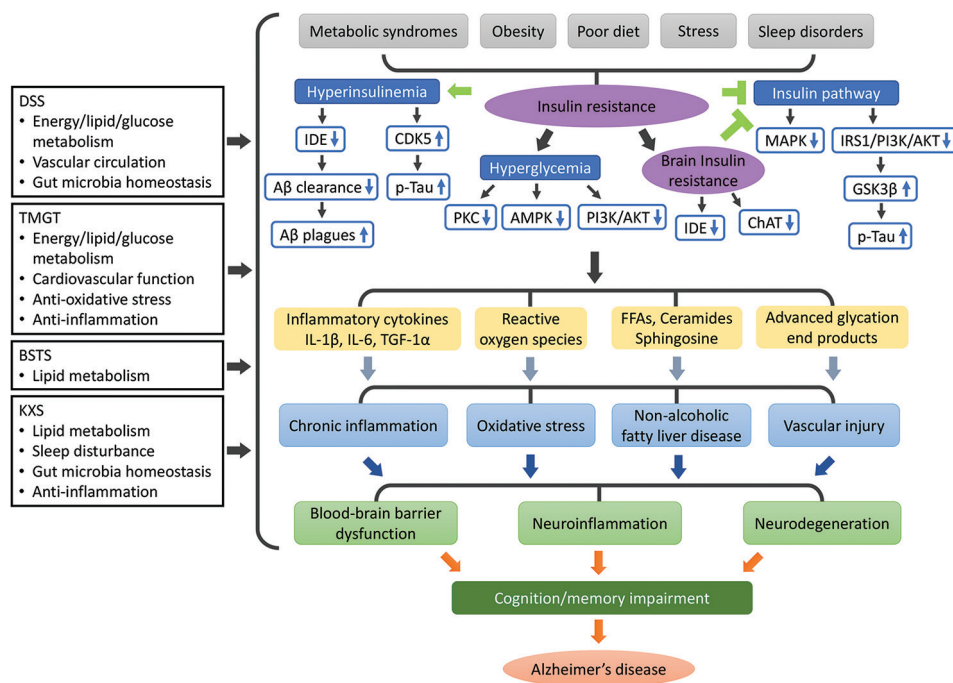 Metabolic syndromes
Obesity
Poor diet
Stress
Sleep disorders
DSS
• Energy/lipid/glucose
metabolism
• Vascular circulation
• Gut microbia homeostasis
TMGT
• Energy/lipid/glucose
metabolism
• Cardiovascular function
• Anti-oxidative stress
• Anti-inflammation
BSTS
• Lipid metabolism
KXS
• Lipid metabolism
• Sleep disturbance
• Gut microbia homeostasis
• Anti-inflammation
Hyperinsulinemia
Insulin resistance
Insulin pathway
IDE
CDK5
MAPK
IRS1/PI3K/AKT
Aβ clearance
p-Tau
Aβ plagues
Hyperglycemia
Brain Insulin
resistance
GSK3β
PKC
AMPK
PI3K/AKT
IDE
ChAT
p-Tau
Inflammatory cytokines
IL-1β, IL-6, TGF-1α
Reactive
oxygen species
FFAs, Ceramides
Sphingosine
Advanced glycation
end products
Chronic inflammation
Oxidative stress
Non-alcoholic
fatty liver disease
Vascular injury
Blood-brain barrier
dysfunction
Neuroinflammation
Neurodegeneration
Cognition/memory impairment
Alzheimer's disease